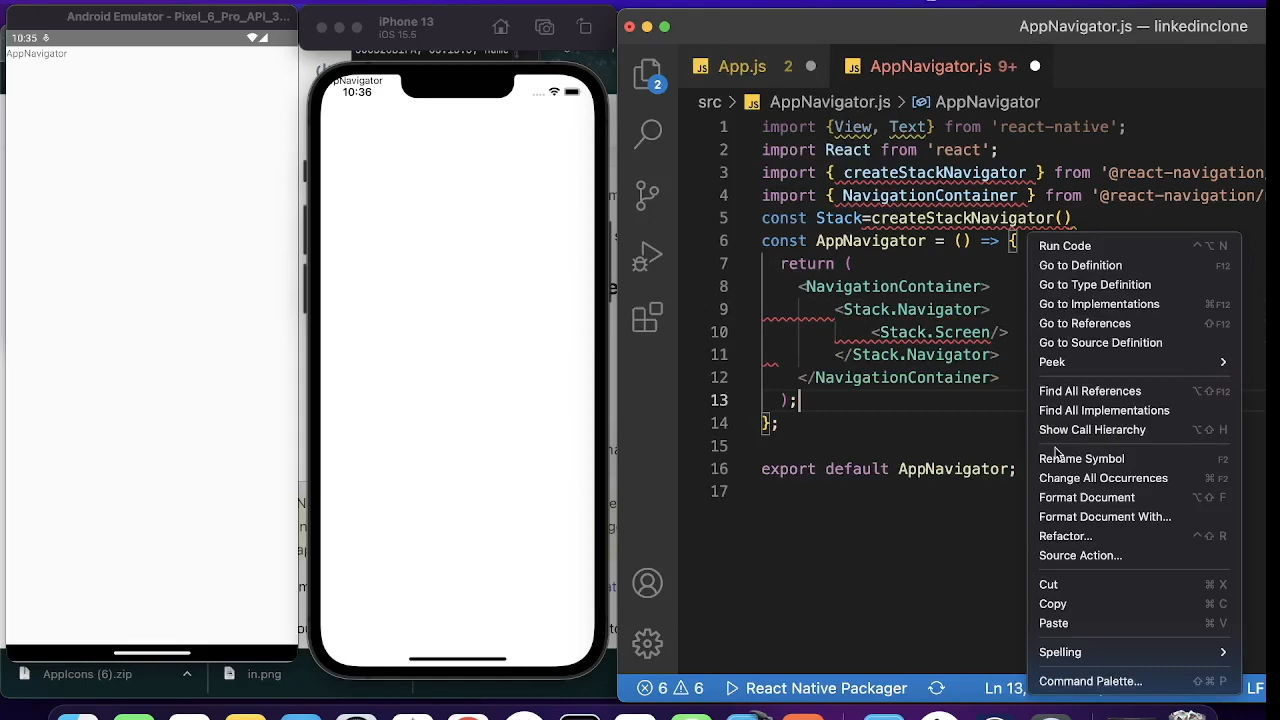 Android Emulator - Pixel_6_Pro_API_3...
10:35
AppNavigator
iPhone 13
iOS 15.5
AppNavigator
10:36
AppIcons (6).zip
in.png
AppNavigator.js — linkedinclone
2
App.js 2
AppNavigator.js 9+
src > AppNavigator.js > AppNavigator
1 import {View, Text} from 'react-native';
2 import React from 'react';
3 import { createStackNavigator } from '@react-navigation/
4 import { NavigationContainer } from '@react-navigation/
5 const Stack=createStackNavigator()
6 const AppNavigator = () => {
7 return (
8 <NavigationContainer>
9 <Stack.Navigator>
10 <Stack.Screen/>
11 </Stack.Navigator>
12 </NavigationContainer>
13 );
14 };
15
16 export default AppNavigator;
17
Run Code ^⌥ N
Go to Definition F12
Go to Type Definition
Go to Implementations ⌘F12
Go to References ⇧F12
Go to Source Definition
Peek >
Find All References ⌥⇧F12
Find All Implementations
Show Call Hierarchy ⌥⇧ H
Rename Symbol F2
Change All Occurrences ⌘ F2
Format Document ⌥⇧ F
Format Document With...
Refactor... ^⇧ R
Source Action...
Cut ⌘ X
Copy ⌘ C
Paste ⌘ V
Spelling >
Command Palette... ⇧⌘ P
6 6 React Native Packager Ln 13, LF